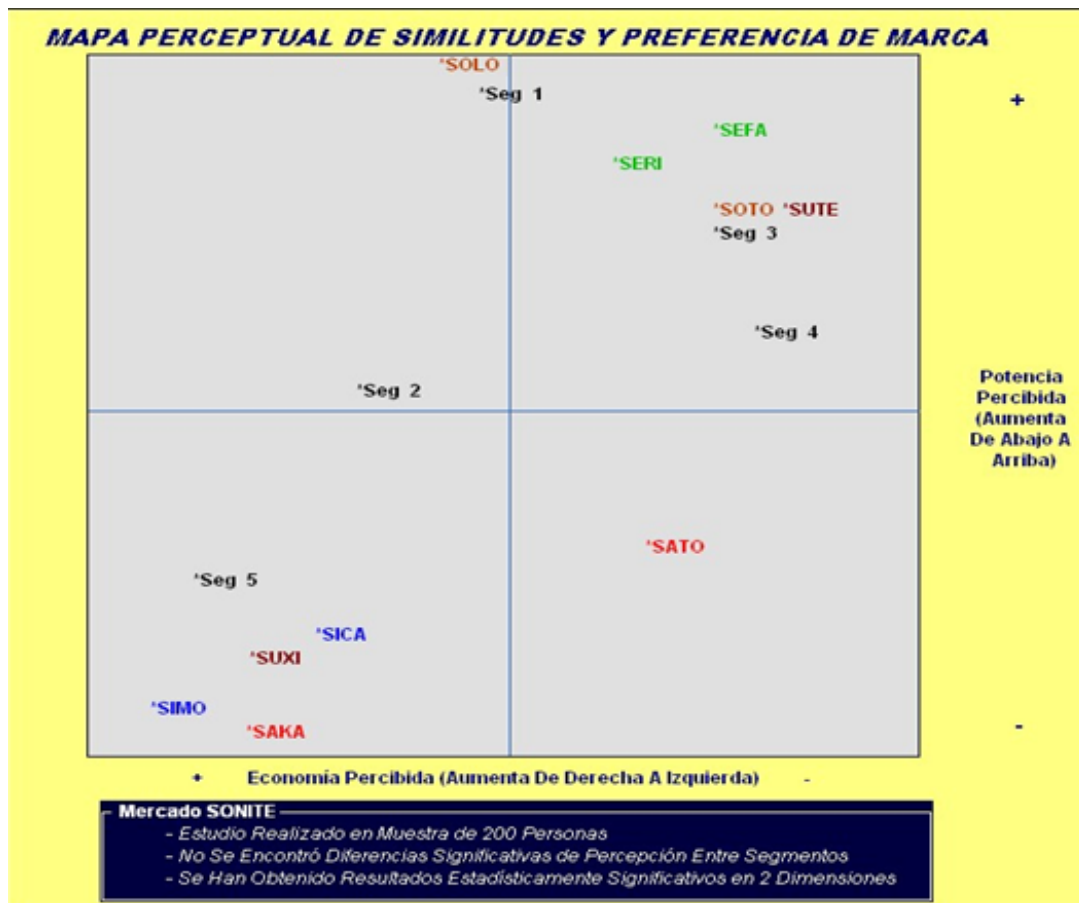 MAPA PERCEPTUAL DE SIMILITUDES Y PREFERENCIA DE MARCA
*SOLO
*Seg 1
+
*SEFA
*SERI
*SOTO *SUTE
*Seg 3
*Seg 4
*Seg 2
Potencia
Percibida
(Aumenta
De Abajo A
Arriba)
*SATO
*Seg 5
*SICA
*SUXI
*SIMO
*SAKA
-
+ Economía Percibida (Aumenta De Derecha A Izquierda) -
Mercado SONITE
- Estudio Realizado en Muestra de 200 Personas
- No Se Encontró Diferencias Significativas de Percepción Entre Segmentos
- Se Han Obtenido Resultados Estadísticamente Significativos en 2 Dimensiones